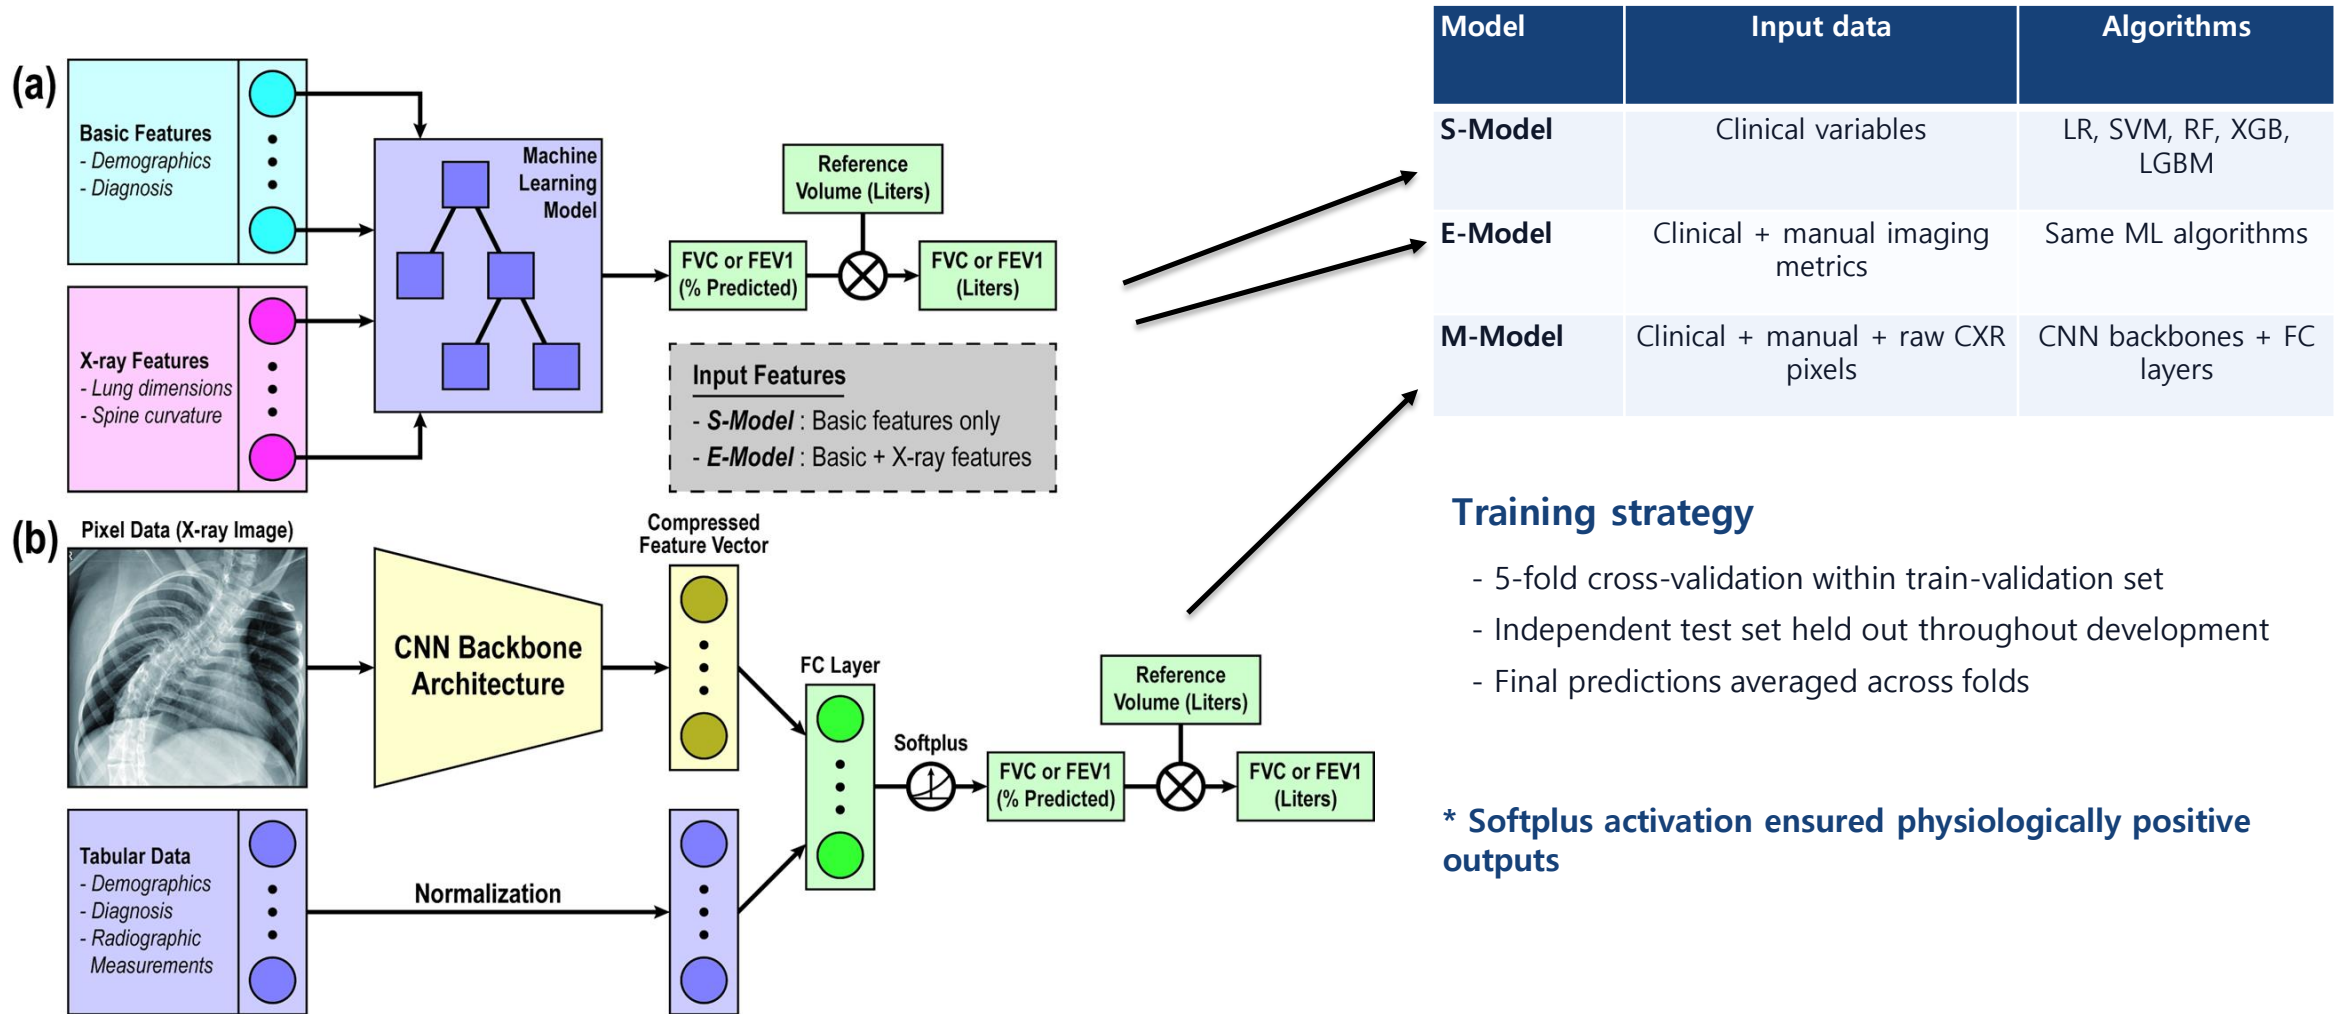 (a)
Basic Features
- Demographics
- Diagnosis
X-ray Features
- Lung dimensions
- Spine curvature
Machine
Learning
Model
Reference
Volume (Liters)
FVC or FEV1
(% Predicted)
FVC or FEV1
(Liters)
Input Features
- S-Model : Basic features only
- E-Model : Basic + X-ray features
(b)
Pixel Data (X-ray Image)
CNN Backbone
Architecture
Compressed
Feature Vector
FC Layer
Softplus
Reference
Volume (Liters)
FVC or FEV1
(% Predicted)
FVC or FEV1
(Liters)
Tabular Data
- Demographics
- Diagnosis
- Radiographic
Measurements
Normalization
Model Input data Algorithms
S-Model Clinical variables LR, SVM, RF, XGB,
LGBM
E-Model Clinical + manual imaging Same ML algorithms
metrics
M-Model Clinical + manual + raw CXR CNN backbones + FC
pixels layers
Training strategy
- 5-fold cross-validation within train-validation set
- Independent test set held out throughout development
- Final predictions averaged across folds
* Softplus activation ensured physiologically positive
outputs